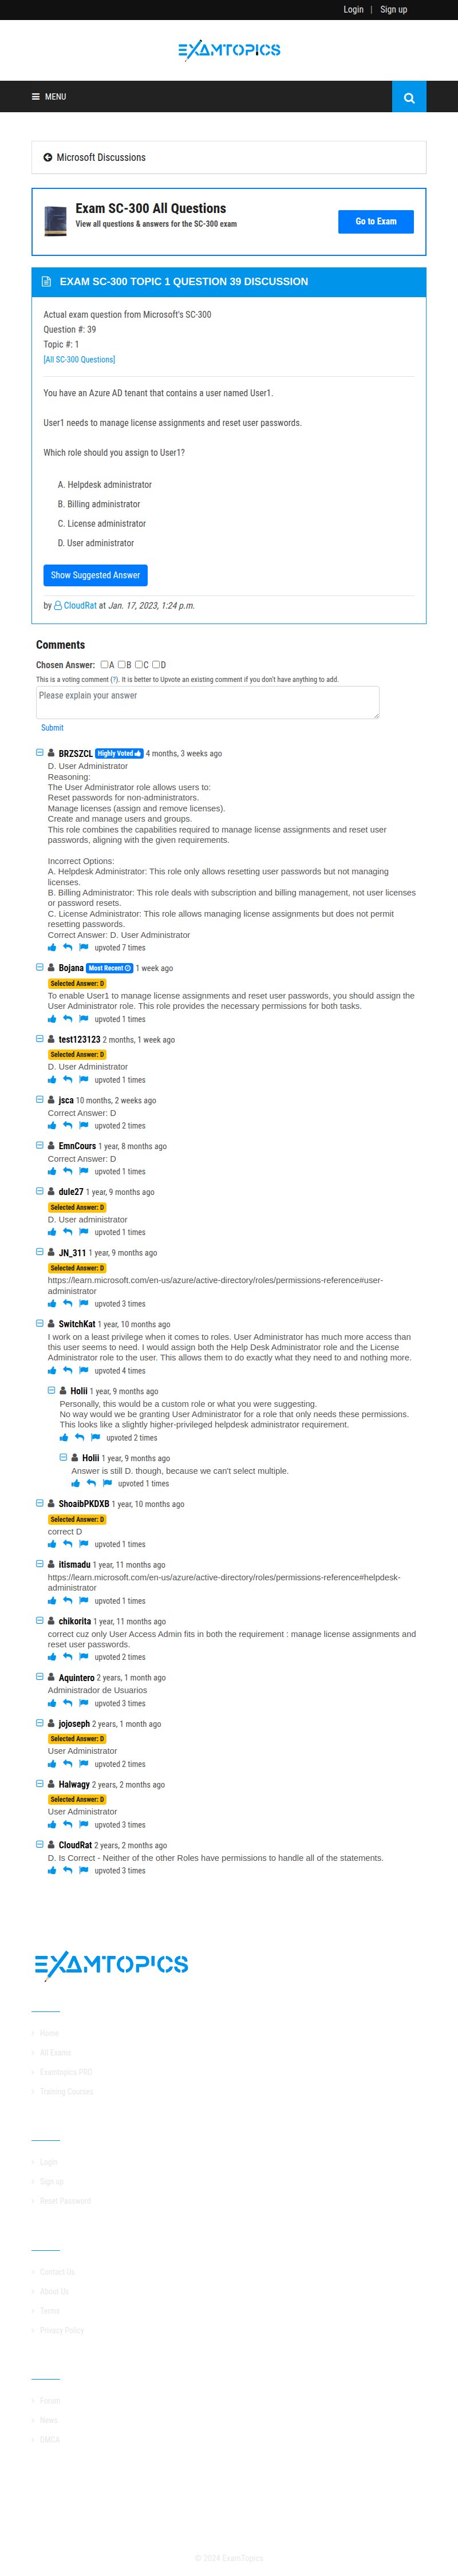 Login | Sign up
EXAMTOPICS
MENU
Microsoft Discussions
Exam SC-300 All Questions
View all questions & answers for the SC-300 exam
Go to Exam
EXAM SC-300 TOPIC 1 QUESTION 39 DISCUSSION
Actual exam question from Microsoft's SC-300
Question #: 39
Topic #: 1
[All SC-300 Questions]
You have an Azure AD tenant that contains a user named User1.
User1 needs to manage license assignments and reset user passwords.
Which role should you assign to User1?
A. Helpdesk administrator
B. Billing administrator
C. License administrator
D. User administrator
Show Suggested Answer
by CloudRat at Jan. 17, 2023, 1:24 p.m.
Comments
Chosen Answer: A B C D
This is a voting comment (?). It is better to Upvote an existing comment if you don't have anything to add.
Please explain your answer
Submit
BRZSZCL Highly Voted 4 months, 3 weeks ago
D. User Administrator
Reasoning:
The User Administrator role allows users to:
Reset passwords for non-administrators.
Manage licenses (assign and remove licenses).
Create and manage users and groups.
This role combines the capabilities required to manage license assignments and reset user
passwords, aligning with the given requirements.
Incorrect Options:
A. Helpdesk Administrator: This role only allows resetting user passwords but not managing
licenses.
B. Billing Administrator: This role deals with subscription and billing management, not user licenses
or password resets.
C. License Administrator: This role allows managing license assignments but does not permit
resetting passwords.
Correct Answer: D. User Administrator
upvoted 7 times
Bojana Most Recent 1 week ago
Selected Answer: D
To enable User1 to manage license assignments and reset user passwords, you should assign the
User Administrator role. This role provides the necessary permissions for both tasks.
upvoted 1 times
test123123 2 months, 1 week ago
Selected Answer: D
D. User Administrator
upvoted 1 times
jsca 10 months, 2 weeks ago
Correct Answer: D
upvoted 2 times
EmnCours 1 year, 8 months ago
Correct Answer: D
upvoted 1 times
dule27 1 year, 9 months ago
Selected Answer: D
D. User administrator
upvoted 1 times
JN_311 1 year, 9 months ago
Selected Answer: D
https://learn.microsoft.com/en-us/azure/active-directory/roles/permissions-reference#user-
administrator
upvoted 3 times
SwitchKat 1 year, 10 months ago
I work on a least privilege when it comes to roles. User Administrator has much more access than
this user seems to need. I would assign both the Help Desk Administrator role and the License
Administrator role to the user. This allows them to do exactly what they need to and nothing more.
upvoted 4 times
Holii 1 year, 9 months ago
Personally, this would be a custom role or what you were suggesting.
No way would we be granting User Administrator for a role that only needs these permissions.
This looks like a slightly higher-privileged helpdesk administrator requirement.
upvoted 2 times
Holii 1 year, 9 months ago
Answer is still D. though, because we can't select multiple.
upvoted 1 times
ShoaibPKDXB 1 year, 10 months ago
Selected Answer: D
correct D
upvoted 1 times
itismadu 1 year, 11 months ago
https://learn.microsoft.com/en-us/azure/active-directory/roles/permissions-reference#helpdesk-
administrator
upvoted 1 times
chikorita 1 year, 11 months ago
correct cuz only User Access Admin fits in both the requirement : manage license assignments and
reset user passwords.
upvoted 2 times
Aquintero 2 years, 1 month ago
Administrador de Usuarios
upvoted 3 times
jojoseph 2 years, 1 month ago
Selected Answer: D
User Administrator
upvoted 2 times
Halwagy 2 years, 2 months ago
Selected Answer: D
User Administrator
upvoted 3 times
CloudRat 2 years, 2 months ago
D. Is Correct - Neither of the other Roles have permissions to handle all of the statements.
upvoted 3 times
EXAMTOPICS
Home
All Exams
Examtopics PRO
Training Courses
Login
Sign up
Reset Password
Contact Us
About Us
Terms
Privacy Policy
Forum
News
DMCA
© 2024 ExamTopics